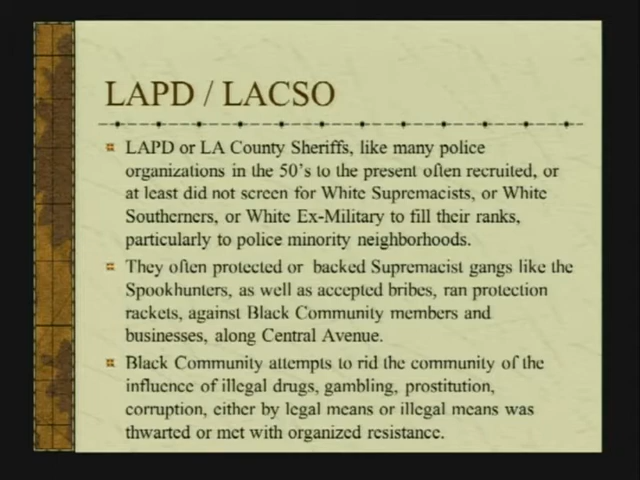 LAPD / LACSO
LAPD or LA County Sheriffs, like many police
organizations in the 50's to the present often recruited, or
at least did not screen for White Supremacists, or White
Southerners, or White Ex-Military to fill their ranks,
particularly to police minority neighborhoods.
They often protected or backed Supremacist gangs like the
Spookhunters, as well as accepted bribes, ran protection
rackets, against Black Community members and
businesses, along Central Avenue.
Black Community attempts to rid the community of the
influence of illegal drugs, gambling, prostitution,
corruption, either by legal means or illegal means was
thwarted or met with organized resistance.